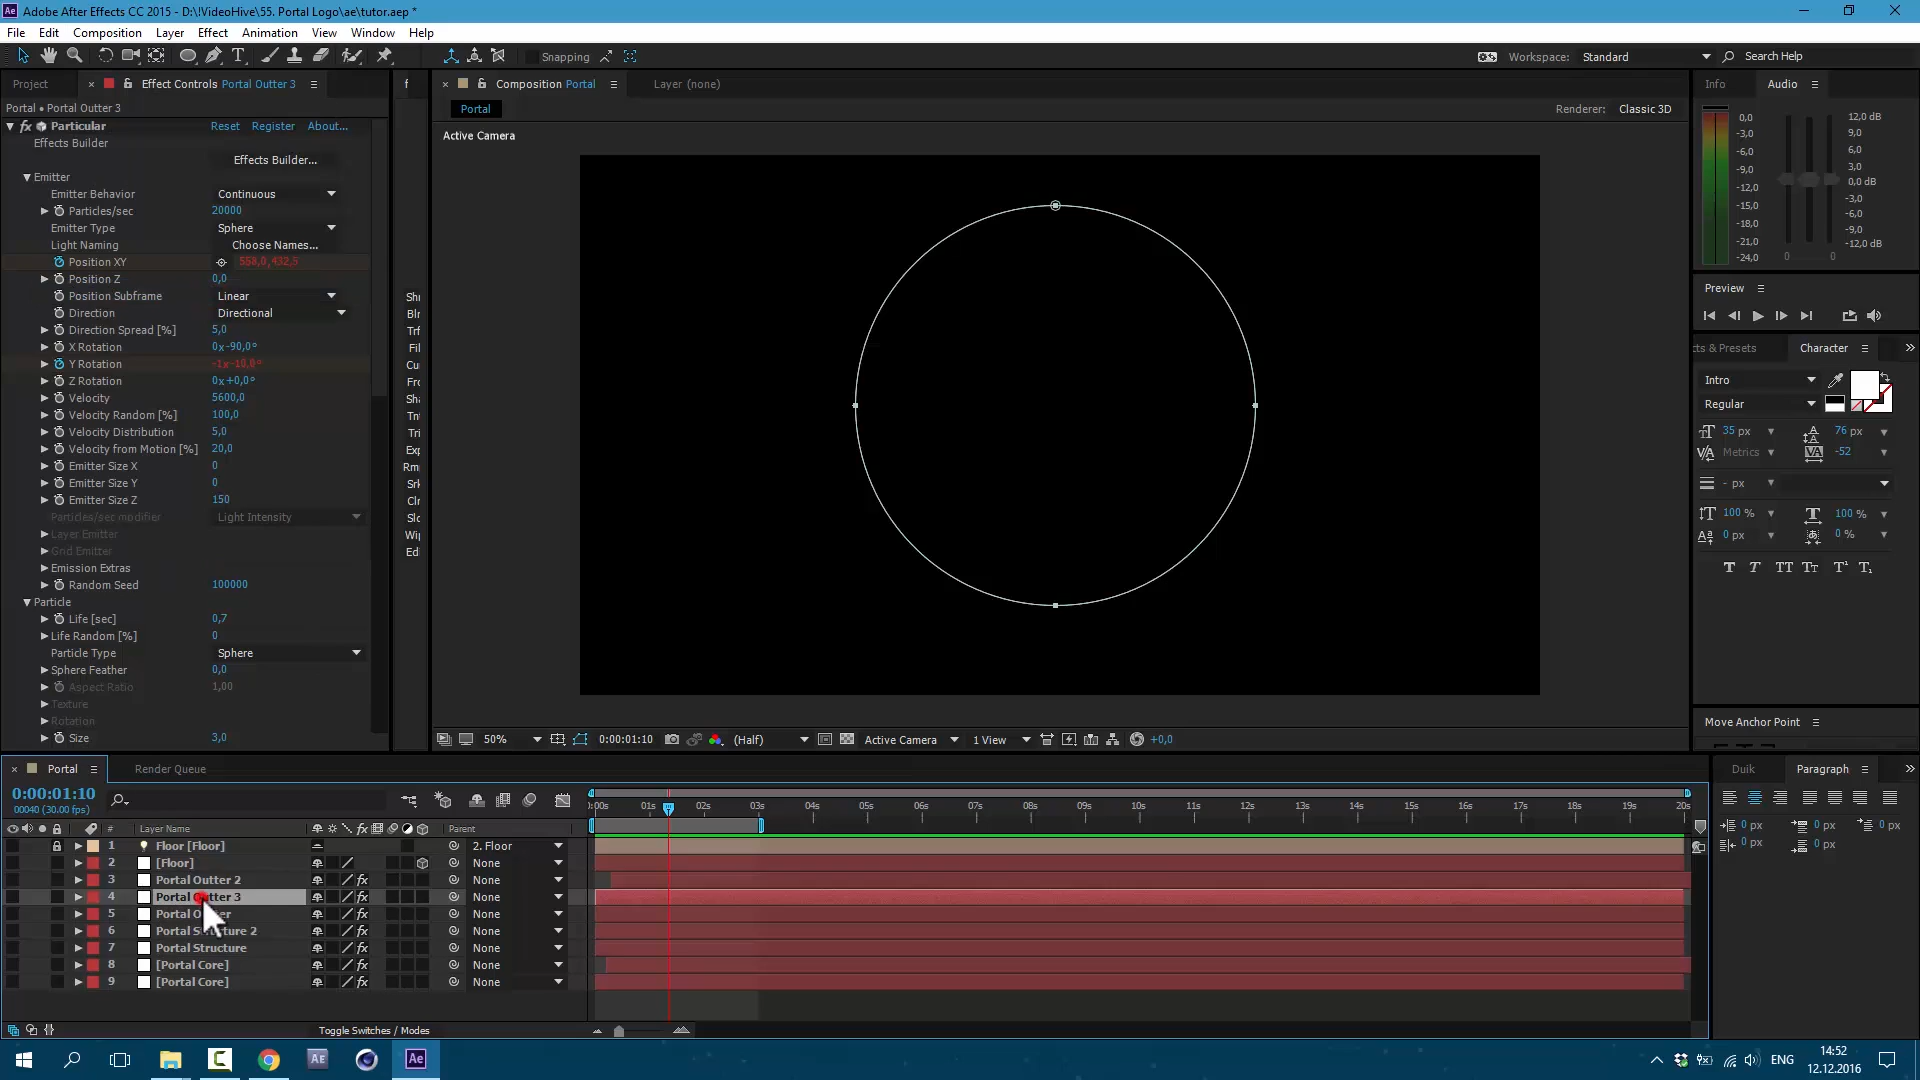 Adobe After Effects CC 2015 - D:\!VideoHive\55. Portal Logo\ae\tutor.aep *
File Edit Composition Layer Effect Animation View Window Help
Snapping
Workspace: Standard
Search Help
Project
Effect Controls Portal Outter 3
Portal • Portal Outter 3
fx Particular Reset Register About...
Effects Builder
Effects Builder...
Emitter
Emitter Behavior Continuous
Particles/sec 20000
Emitter Type Sphere
Light Naming Choose Names...
Position XY 558,0,432,5
Position Z 0,0
Position Subframe Linear
Direction Directional
Direction Spread [%] 5,0
X Rotation 0x-90,0°
Y Rotation -1x-10,0°
Z Rotation 0x+0,0°
Velocity 5600,0
Velocity Random [%] 100,0
Velocity Distribution 5,0
Velocity from Motion [%] 20,0
Emitter Size X 0
Emitter Size Y 0
Emitter Size Z 150
Particles/sec modifier Light Intensity
Layer Emitter
Grid Emitter
Emission Extras
Random Seed 100000
Particle
Life [sec] 0,7
Life Random [%] 0
Particle Type Sphere
Sphere Feather 0,0
Aspect Ratio 1,00
Texture
Rotation
Size 3,0
Composition Portal
Layer (none)
Portal
Renderer: Classic 3D
Active Camera
50% 0:00:01:10 (Half) Active Camera 1 View +0,0
Info Audio
0,0
-3,0
-6,0
-9,0
-12,0
-15,0
-18,0
-21,0
-24,0
12,0 dB
9,0
6,0
3,0
0,0 dB
-3,0
-6,0
-9,0
-12,0 dB
0 0
Preview
cts & Presets Character
Intro
Regular
35 px 76 px
Metrics -52
- px
100 % 100 %
0 px 0 %
Move Anchor Point
Duik Paragraph
0 px 0 px 0 px
0 px 0 px
Portal Render Queue
0:00:01:10
00040 (30.00 fps)
:00s 01s 02s 03s 04s 05s 06s 07s 08s 09s 10s 11s 12s 13s 14s 15s 16s 17s 18s 19s 20s
# Layer Name Parent
1 Floor [Floor] 2. Floor
2 [Floor] None
3 Portal Outter 2 None
4 Portal Outter 3 None
5 Portal None
6 Portal Structure 2 None
7 Portal Structure None
8 [Portal Core] None
9 [Portal Core] None
Toggle Switches / Modes
ENG
14:52
12.12.2016